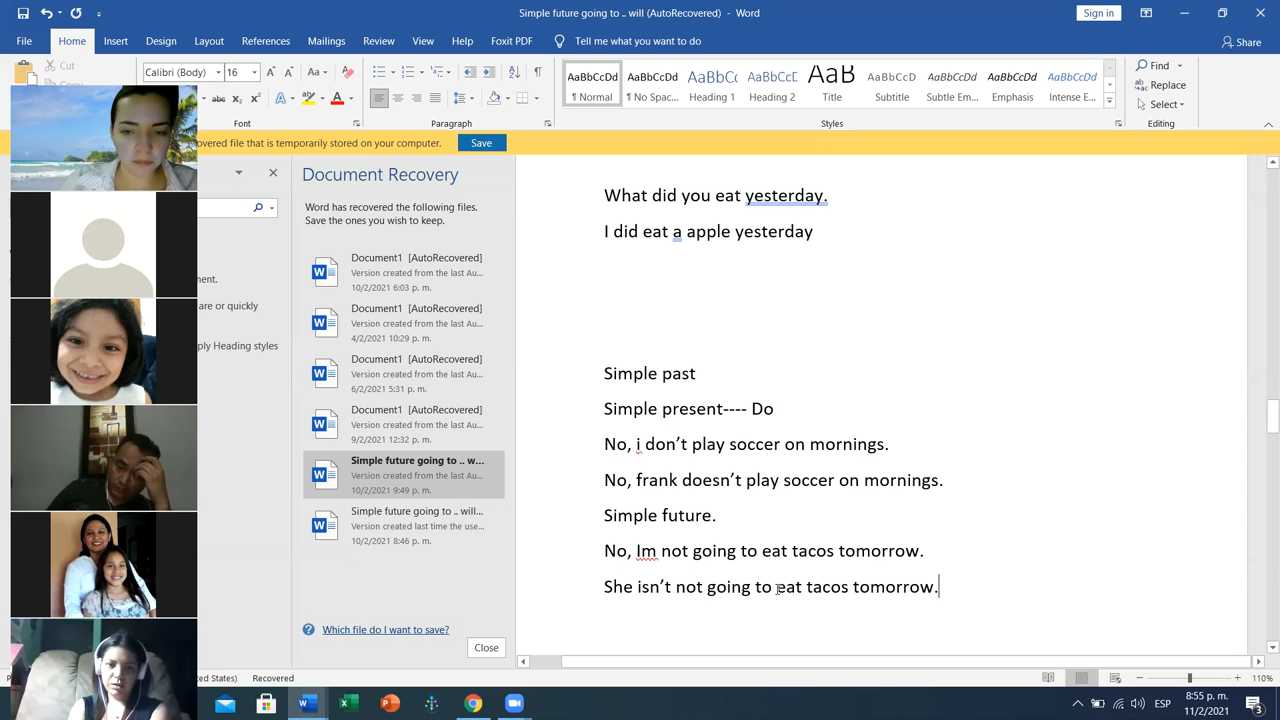 Simple future going to .. will (AutoRecovered) - Word
Sign in
File Home Insert Design Layout References Mailings Review View Help Foxit PDF Tell me what you want to do Share
Cut
Calibri (Body) 16
Aa
AaBbCcDd AaBbCcDd AaBbCc AaBbCcD AaB AaBbCcD AaBbCcDd AaBbCcDd AaBbCcDd
¶ Normal ¶ No Spac... Heading 1 Heading 2 Title Subtitle Subtle Em... Emphasis Intense E...
Find
Replace
Select
Font Paragraph Styles Editing
overed file that is temporarily stored on your computer. Save
Document Recovery
Word has recovered the following files.
Save the ones you wish to keep.
Document1 [AutoRecovered]
Version created from the last Au...
10/2/2021 6:03 p. m.
Document1 [AutoRecovered]
Version created from the last Au...
4/2/2021 10:29 p. m.
Document1 [AutoRecovered]
Version created from the last Au...
6/2/2021 5:31 p. m.
Document1 [AutoRecovered]
Version created from the last Au...
9/2/2021 12:32 p. m.
Simple future going to .. w...
Version created from the last Au...
10/2/2021 9:49 p. m.
Simple future going to .. will...
Version created last time the use...
10/2/2021 8:46 p. m.
Which file do I want to save?
Close
ment.
are or quickly
ply Heading styles
What did you eat yesterday.
I did eat a apple yesterday
Simple past
Simple present---- Do
No, i don’t play soccer on mornings.
No, frank doesn’t play soccer on mornings.
Simple future.
No, Im not going to eat tacos tomorrow.
She isn’t not going to eat tacos tomorrow.
d States) Recovered
110%
ESP
8:55 p. m.
11/2/2021
3